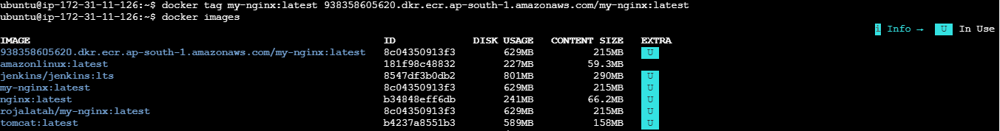 ubuntu@ip-172-31-11-126:~$ docker tag my-nginx:latest 938358605620.dkr.ecr.ap-south-1.amazonaws.com/my-nginx:latest
ubuntu@ip-172-31-11-126:~$ docker images
i Info → U In Use
IMAGE ID DISK USAGE CONTENT SIZE EXTRA
938358605620.dkr.ecr.ap-south-1.amazonaws.com/my-nginx:latest 8c04350913f3 629MB 215MB U
amazonlinux:latest 181f98c48832 227MB 59.3MB
jenkins/jenkins:lts 8547df3b0db2 801MB 290MB U
my-nginx:latest 8c04350913f3 629MB 215MB U
nginx:latest b34848eff6db 241MB 66.2MB U
rojalatah/my-nginx:latest 8c04350913f3 629MB 215MB U
tomcat:latest b4237a8551b3 589MB 158MB U